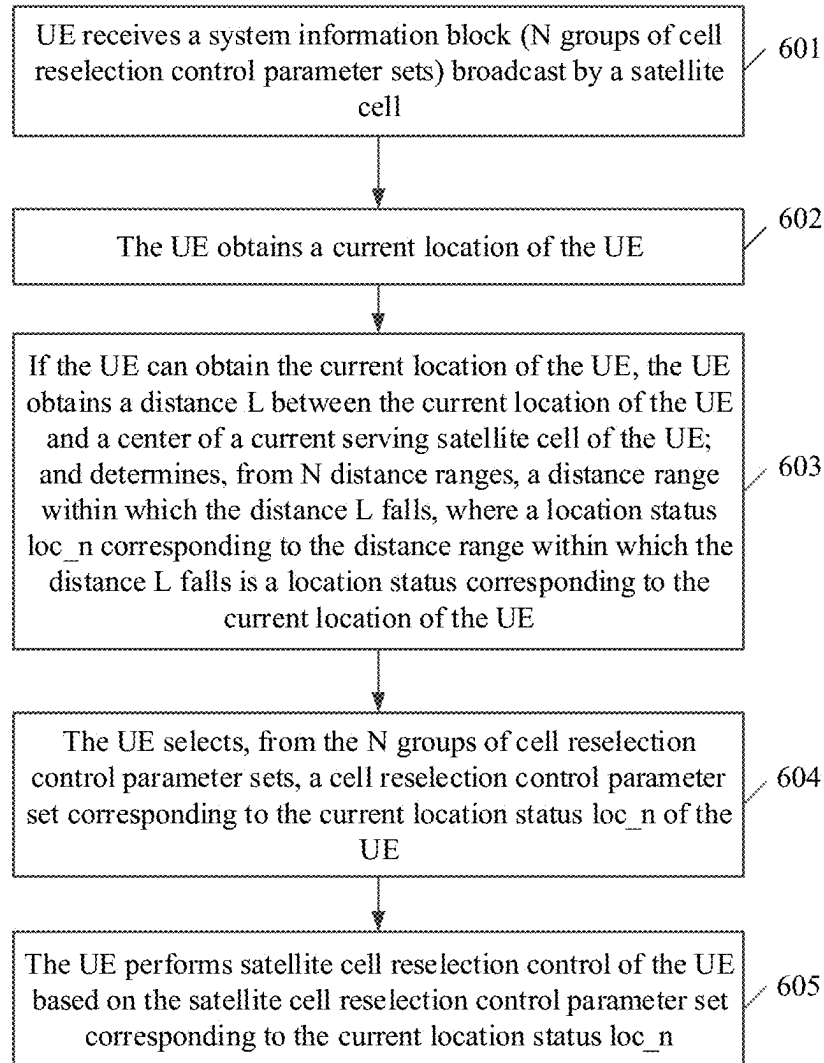 UE receives a system information block (N groups of cell
reselection control parameter sets) broadcast by a satellite
cell
601
The UE obtains a current location of the UE
602
If the UE can obtain the current location of the UE, the UE
obtains a distance L between the current location of the UE
and a center of a current serving satellite cell of the UE;
and determines, from N distance ranges, a distance range
within which the distance L falls, where a location status
loc_n corresponding to the distance range within which the
distance L falls is a location status corresponding to the
current location of the UE
603
The UE selects, from the N groups of cell reselection
control parameter sets, a cell reselection control parameter
set corresponding to the current location status loc_n of the
UE
604
The UE performs satellite cell reselection control of the UE
based on the satellite cell reselection control parameter set
corresponding to the current location status loc_n
605